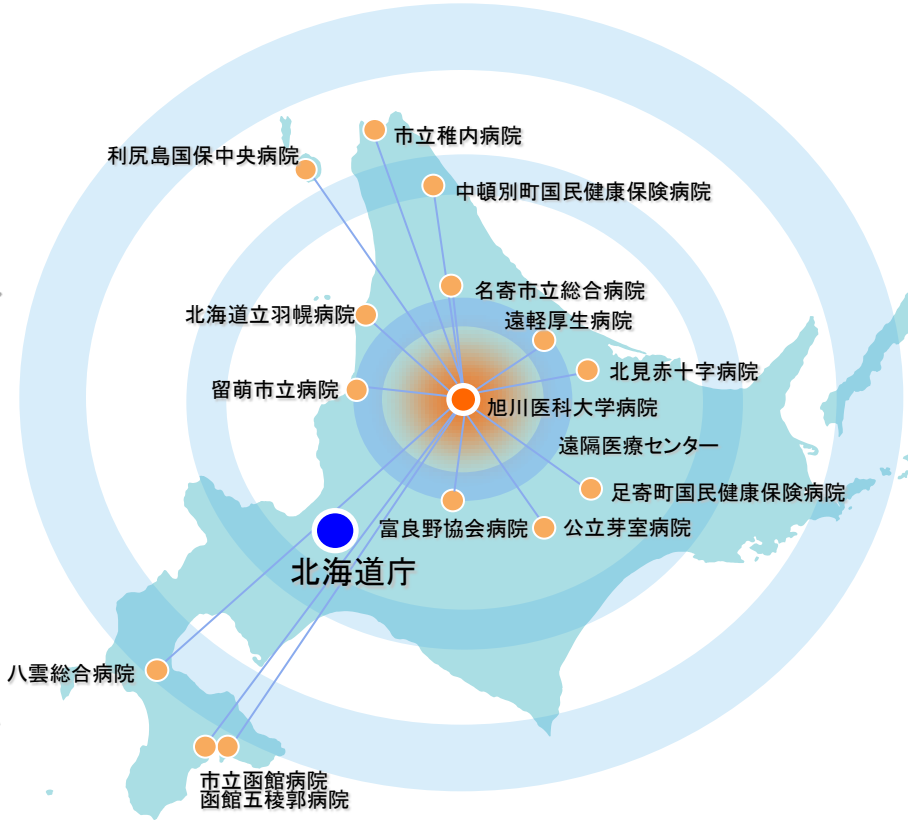 市立稚内病院
利尻島国保中央病院
中頓別町国民健康保険病院
名寄市立総合病院
北海道立羽幌病院
遠軽厚生病院
北見赤十字病院
留萌市立病院
旭川医科大学病院
遠隔医療センター
足寄町国民健康保険病院
富良野協会病院
公立芽室病院
北海道庁
八雲総合病院
市立函館病院
函館五稜郭病院